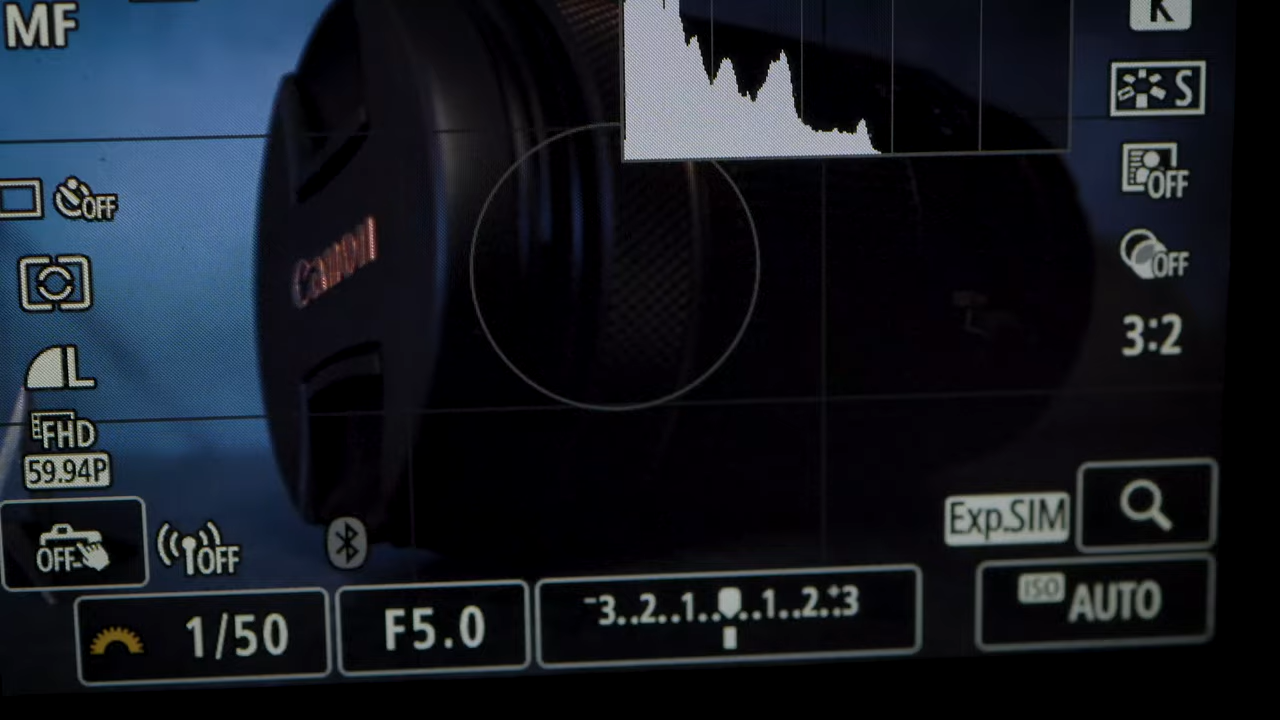 MF
K
S
OFF
OFF
Canon
OFF
3:2
L
FHD
59.94P
OFF
OFF
Exp.SIM
1/50
F5.0
-3..2..1..0..1..2..+3
ISO AUTO